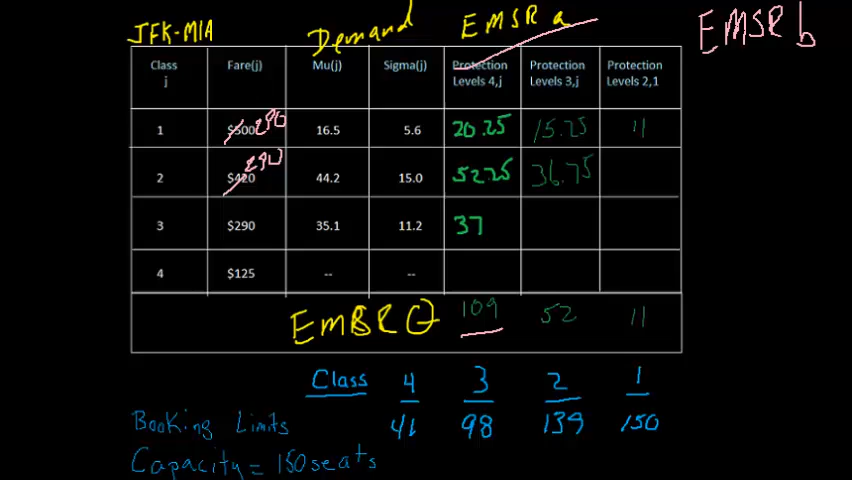 JFK-MIA Demand EMSR a EMSR b
Class j Fare(j) Mu(j) Sigma(j) Protection Levels 4,j Protection Levels 3,j Protection Levels 2,1
1 $500 290 16.5 5.6 20.25 15.25 11
2 $420 290 44.2 15.0 52.25 36.75
3 $290 35.1 11.2 37
4 $125 -- --
EMSR 109 52 11
Class 4 3 2 1
Booking Limits 41 98 139 150
Capacity = 150 seats